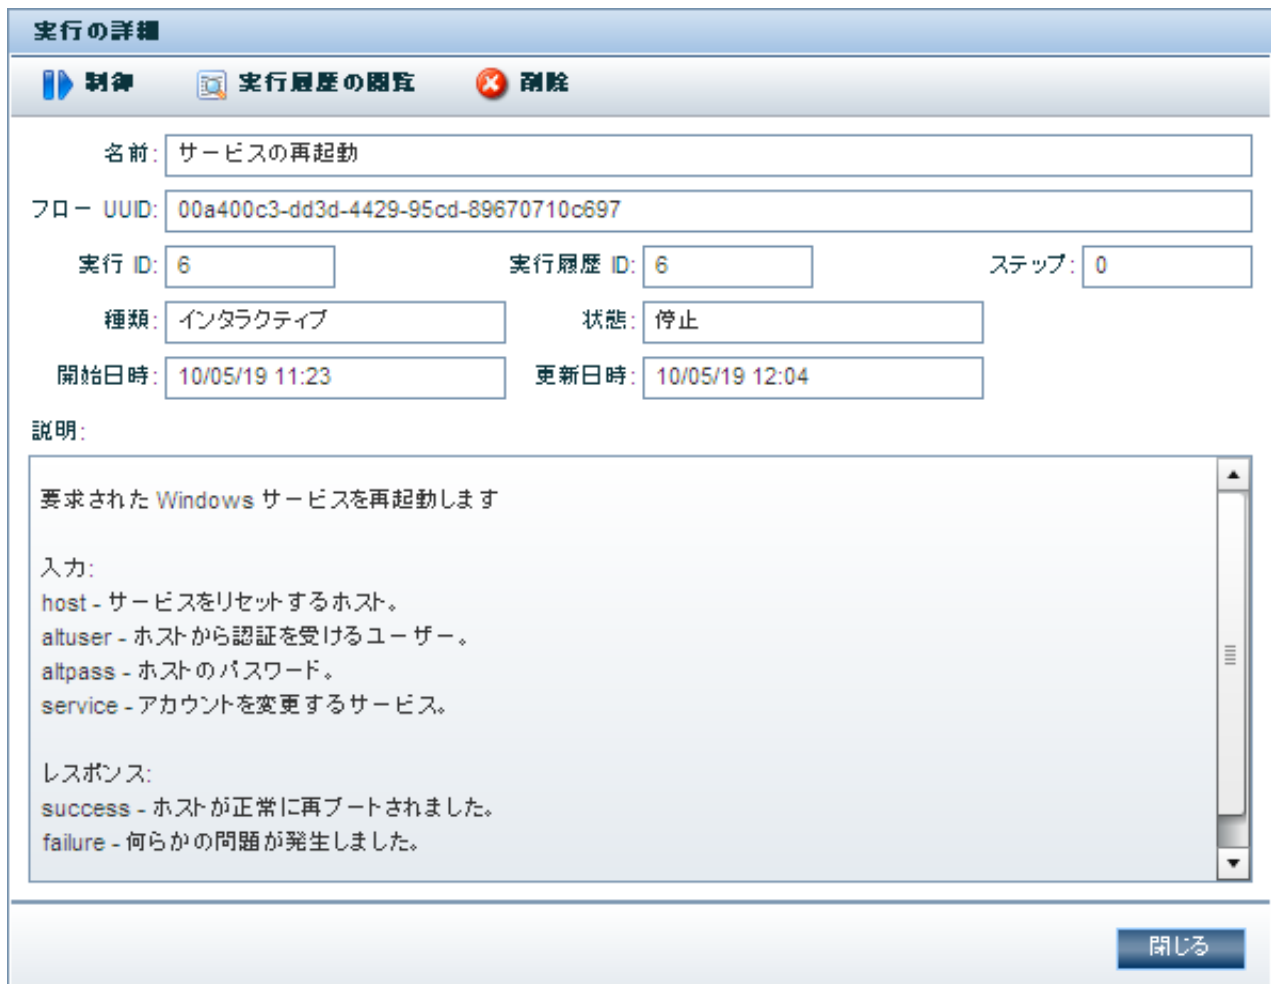 実行の詳細
制御 実行履歴の閲覧 削除
名前: サービスの再起動
フロー UUID: 00a400c3-dd3d-4429-95cd-89670710c697
実行 ID: 6 実行履歴 ID: 6 ステップ: 0
種類: インタラクティブ 状態: 停止
開始日時: 10/05/19 11:23 更新日時: 10/05/19 12:04
説明:
要求された Windows サービスを再起動します
入力:
host - サービスをリセットするホスト。
altuser - ホストから認証を受けるユーザー。
altpass - ホストのパスワード。
service - アカウントを変更するサービス。
レスポンス:
success - ホストが正常に再ブートされました。
failure - 何らかの問題が発生しました。
閉じる